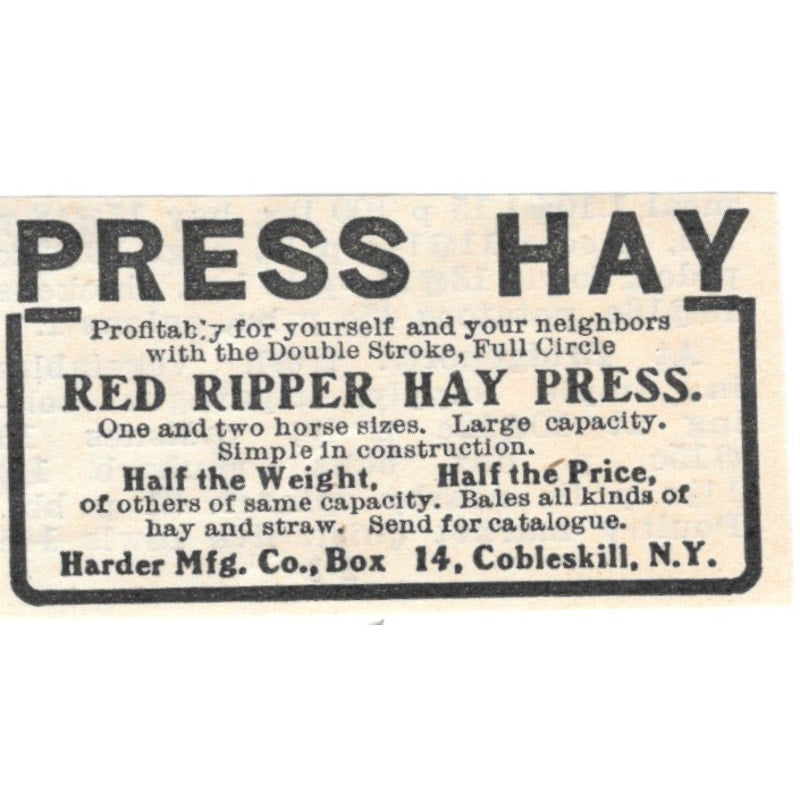 PRESS HAY
Profitably for yourself and your neighbors
with the Double Stroke, Full Circle
RED RIPPER HAY PRESS.
One and two horse sizes. Large capacity.
Simple in construction.
Half the Weight, Half the Price,
of others of same capacity. Bales all kinds of
hay and straw. Send for catalogue.
Harder Mfg. Co., Box 14, Cobleskill, N.Y.